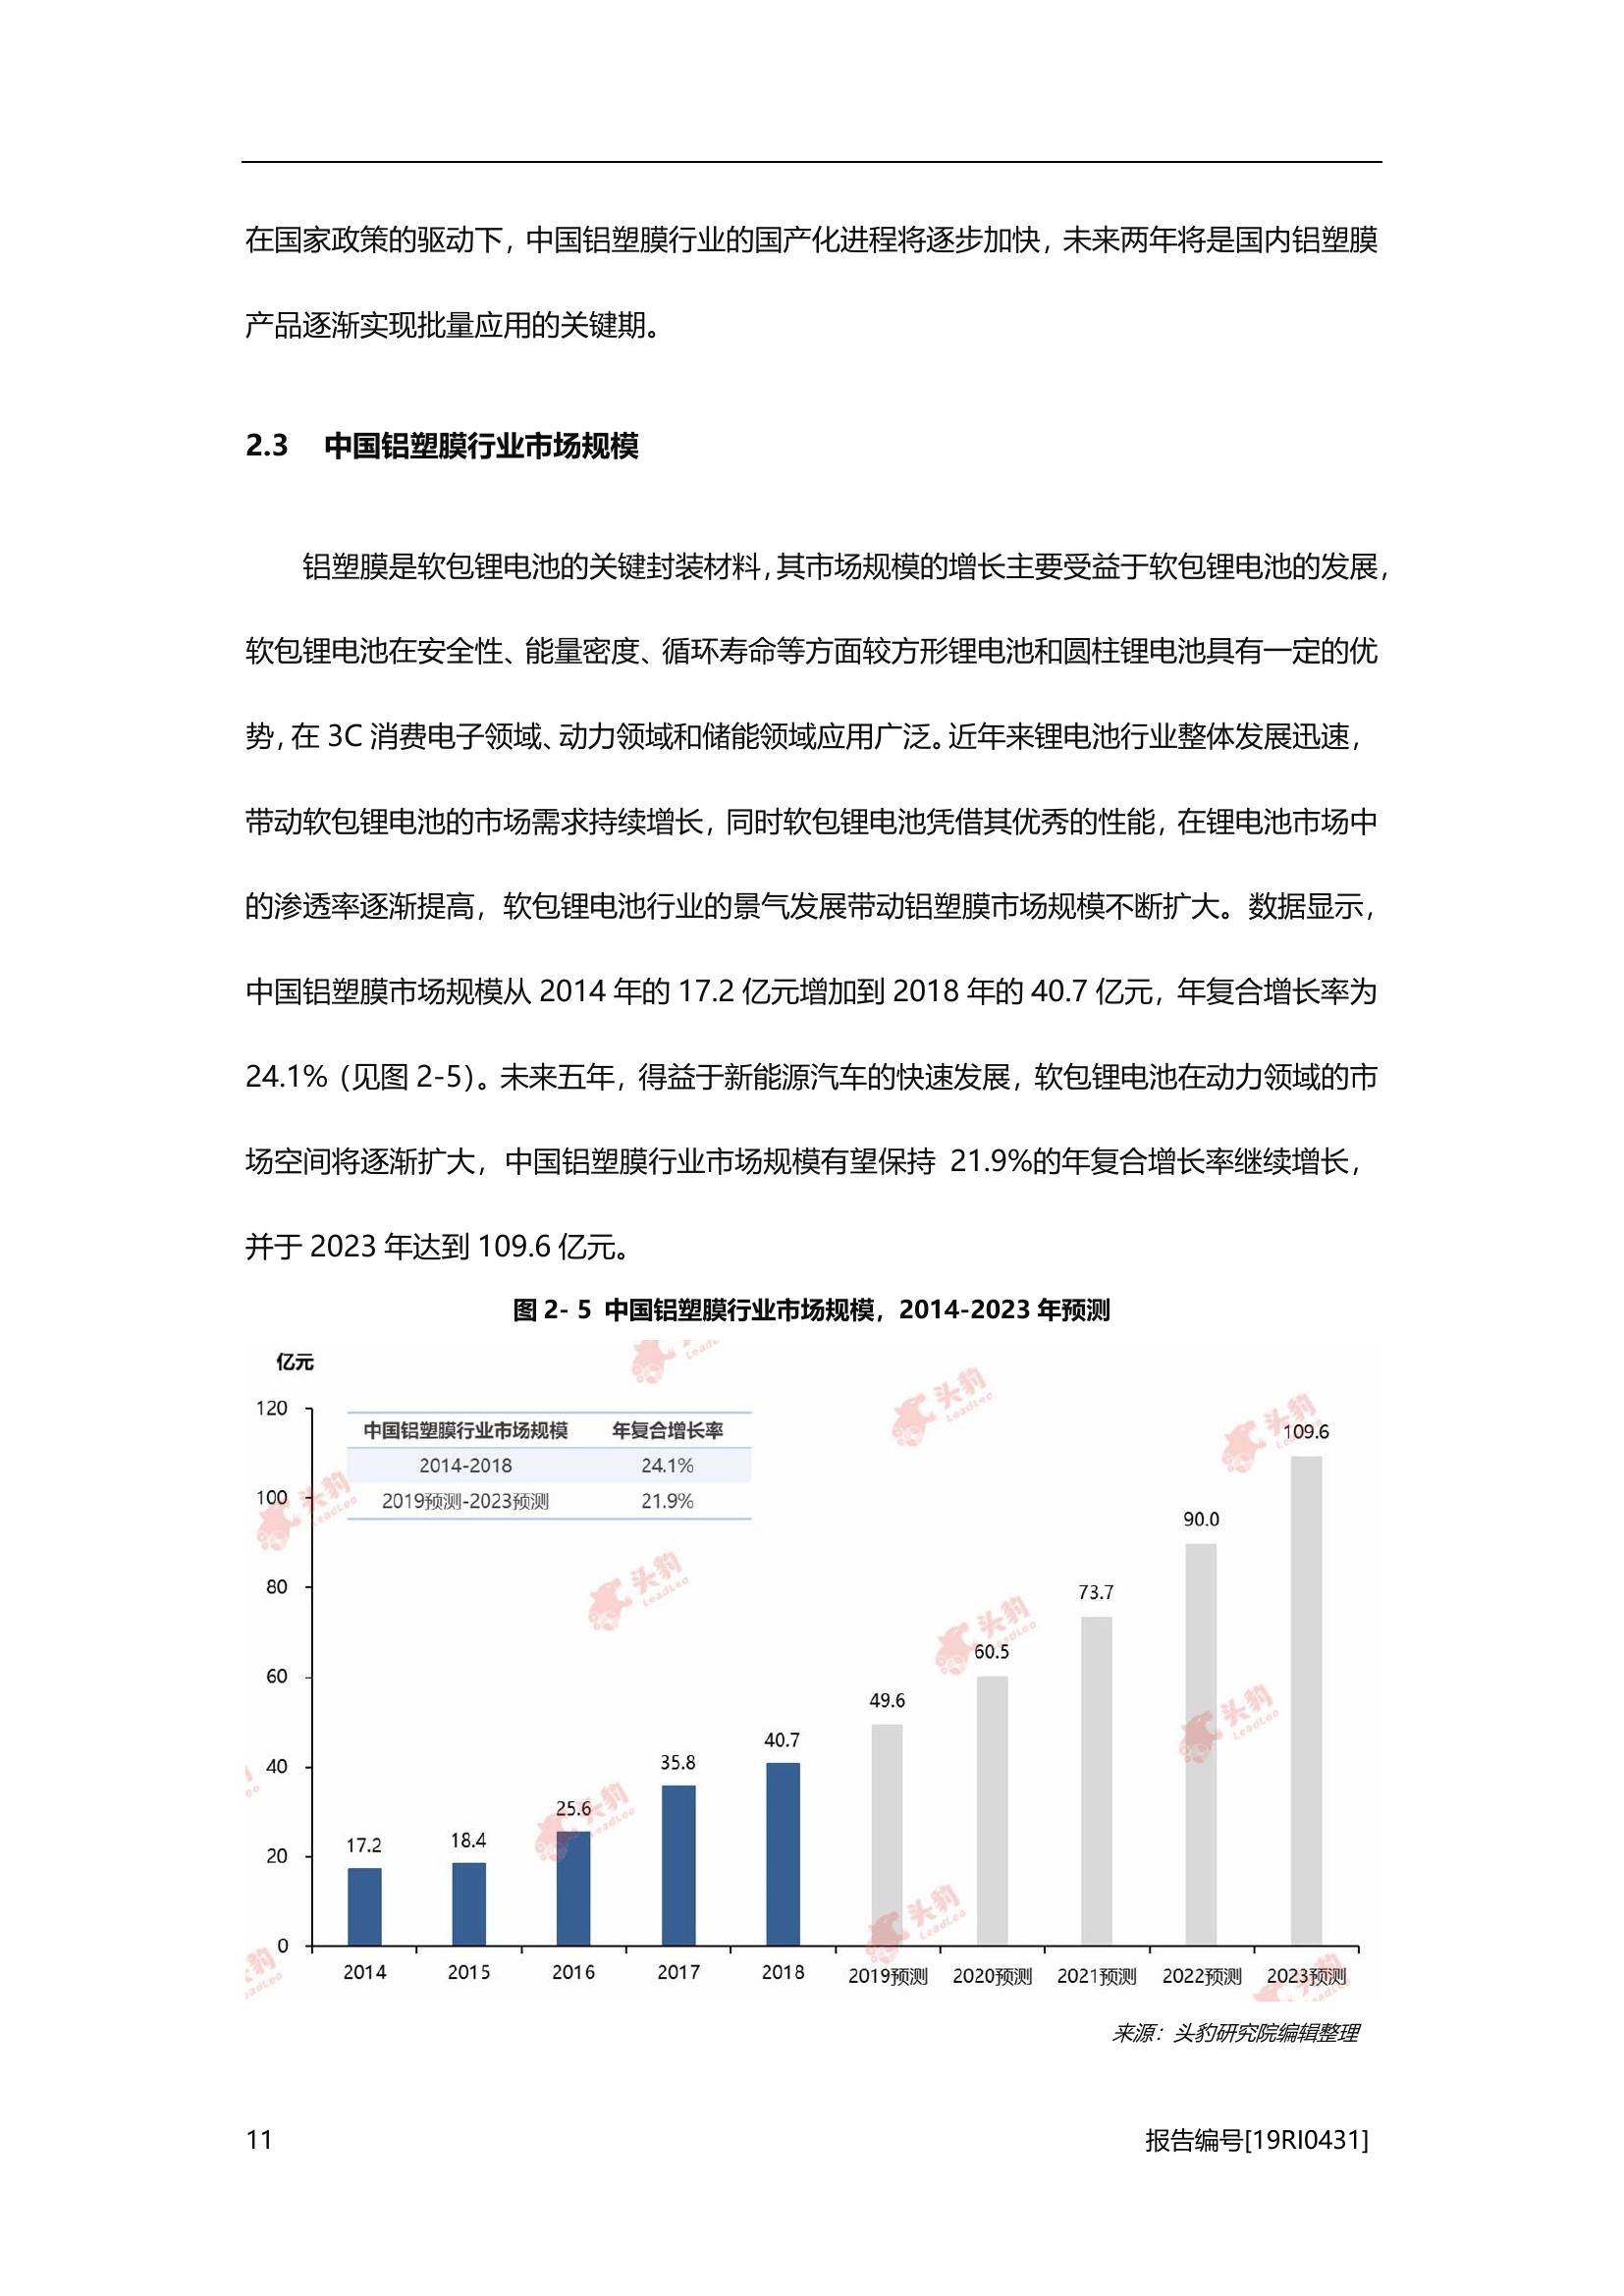 在国家政策的驱动下，中国铝塑膜行业的国产化进程将逐步加快，未来两年将是国内铝塑膜
产品逐渐实现批量应用的关键期。
2.3 中国铝塑膜行业市场规模
铝塑膜是软包锂电池的关键封装材料，其市场规模的增长主要受益于软包锂电池的发展，
软包锂电池在安全性、能量密度、循环寿命等方面较方形锂电池和圆柱锂电池具有一定的优
势，在 3C 消费电子领域、动力领域和储能领域应用广泛。近年来锂电池行业整体发展迅速，
带动软包锂电池的市场需求持续增长，同时软包锂电池凭借其优秀的性能，在锂电池市场中
的渗透率逐渐提高，软包锂电池行业的景气发展带动铝塑膜市场规模不断扩大。数据显示，
中国铝塑膜市场规模从 2014 年的 17.2 亿元增加到 2018 年的 40.7 亿元，年复合增长率为
24.1%（见图 2-5）。未来五年，得益于新能源汽车的快速发展，软包锂电池在动力领域的市
场空间将逐渐扩大，中国铝塑膜行业市场规模有望保持 21.9%的年复合增长率继续增长，
并于 2023 年达到 109.6 亿元。
图 2- 5 中国铝塑膜行业市场规模，2014-2023 年预测
亿元
120
100
80
60
40
20
0
中国铝塑膜行业市场规模 年复合增长率
2014-2018 24.1%
2019预测-2023预测 21.9%
17.2 18.4 25.6 35.8 40.7 49.6 60.5 73.7 90.0 109.6
2014 2015 2016 2017 2018 2019预测 2020预测 2021预测 2022预测 2023预测
头豹 LeadLeo
来源：头豹研究院编辑整理
11 报告编号[19RI0431]